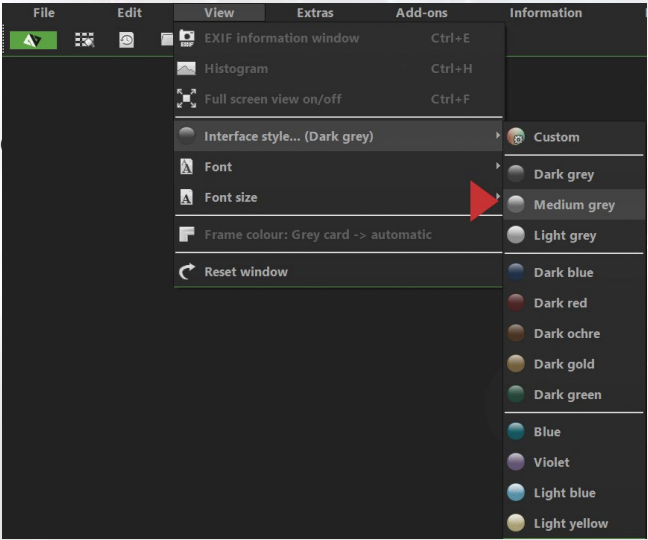 File Edit View Extras Add-ons Information
EXIF information window Ctrl+E
Histogram Ctrl+H
Full screen view on/off Ctrl+F
Interface style... (Dark grey)
Font
Font size
Frame colour: Grey card -> automatic
Reset window
Custom
Dark grey
Medium grey
Light grey
Dark blue
Dark red
Dark ochre
Dark gold
Dark green
Blue
Violet
Light blue
Light yellow